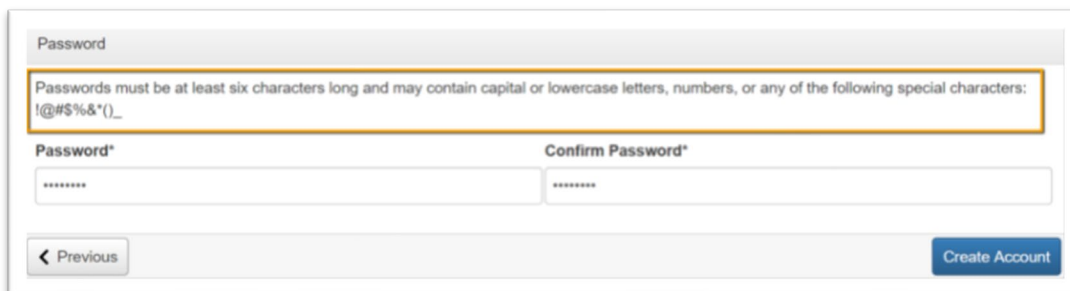 Password
Passwords must be at least six characters long and may contain capital or lowercase letters, numbers, or any of the following special characters:
!@#$%&*()_
Password* Confirm Password*
•••••••• ••••••••
Previous Create Account